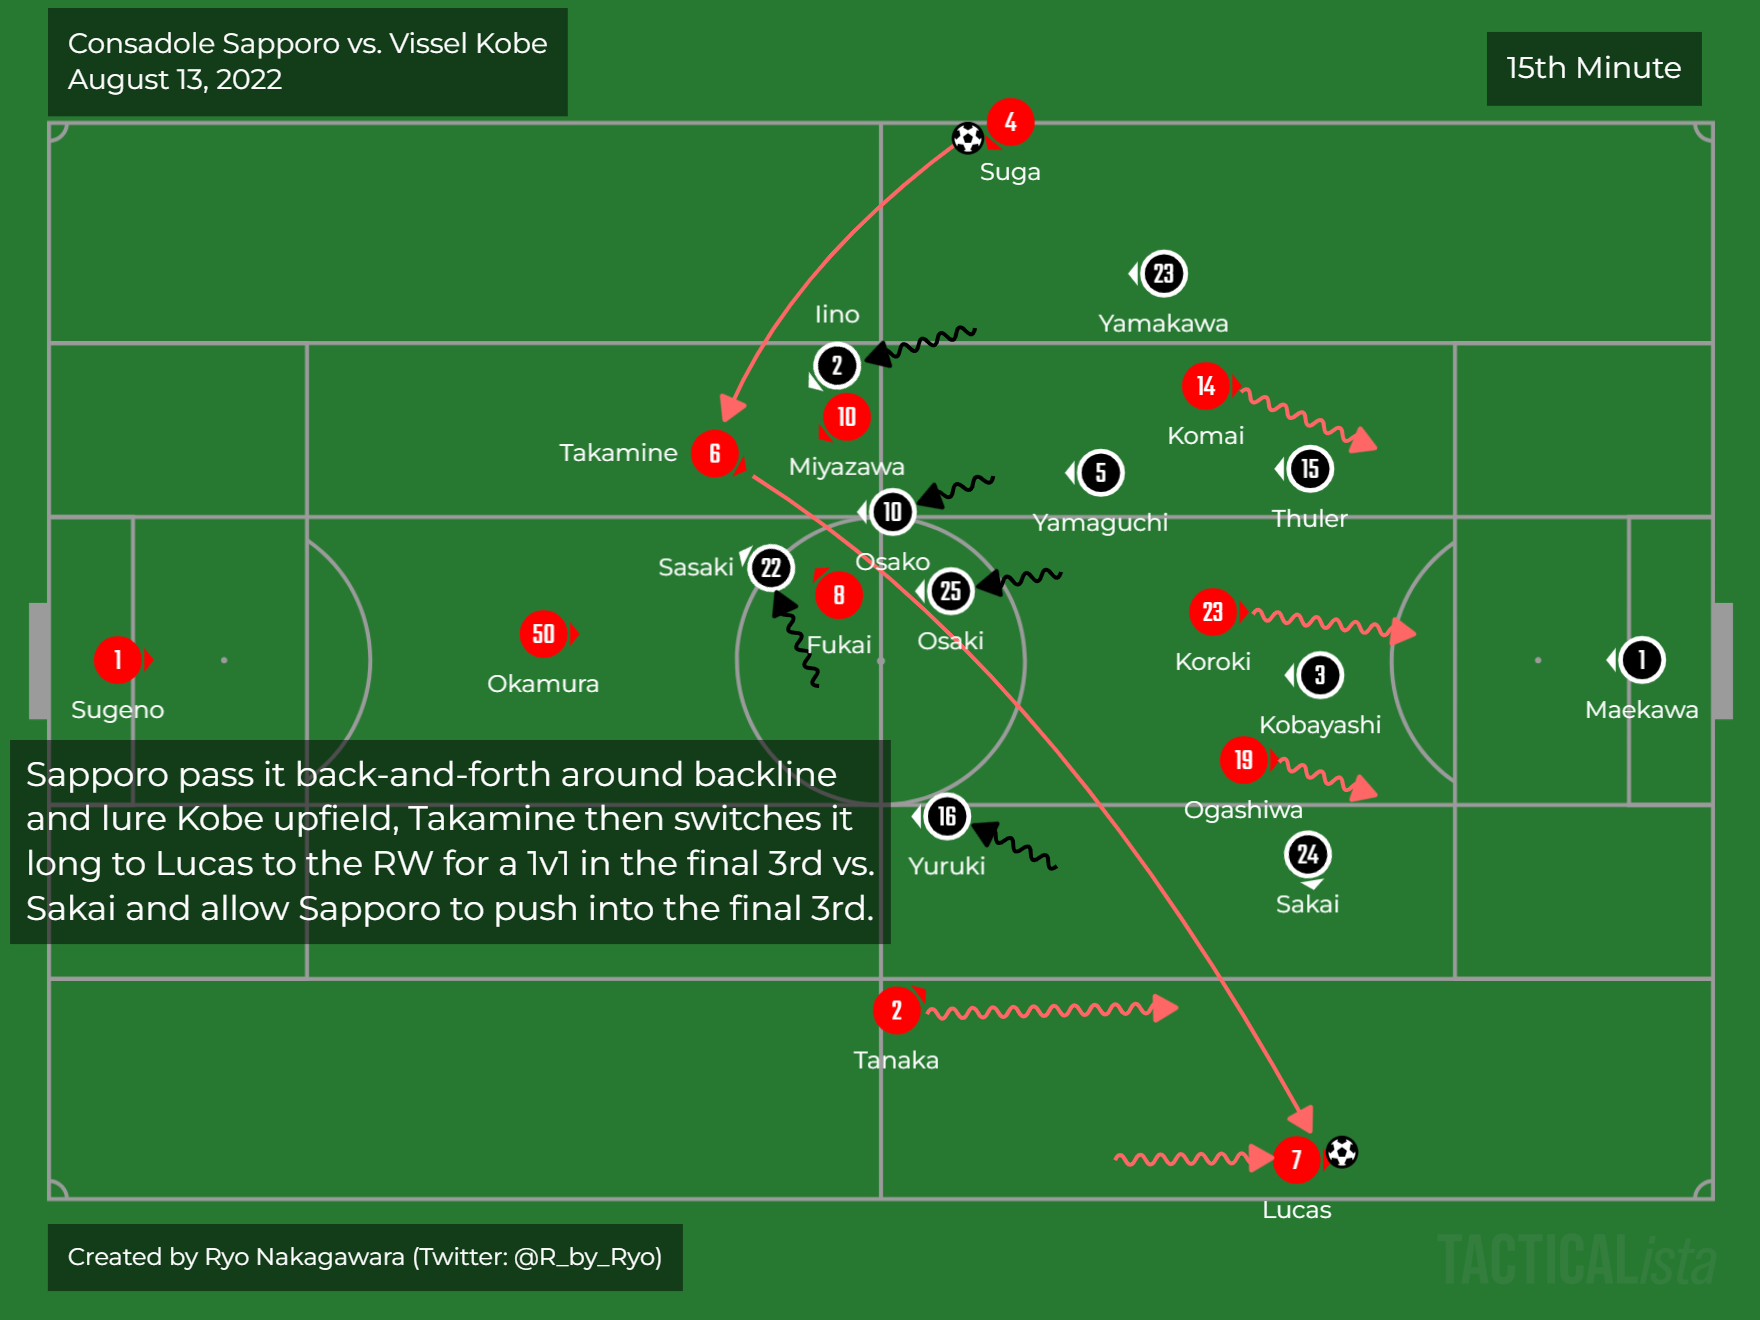 Consadole Sapporo vs. Vissel Kobe
August 13, 2022
15th Minute
4
Suga
23
Yamakawa
Iino
2
14
Komai
10
Miyazawa
Takamine
6
5
Yamaguchi
15
Thuler
10
Osako
Sasaki
22
8
Fukai
25
Osaki
23
Koroki
50
Okamura
1
Sugeno
3
Kobayashi
1
Maekawa
19
Ogashiwa
Sapporo pass it back-and-forth around backline
and lure Kobe upfield, Takamine then switches it
long to Lucas to the RW for a 1v1 in the final 3rd vs.
Sakai and allow Sapporo to push into the final 3rd.
16
Yuruki
24
Sakai
2
Tanaka
7
Lucas
Created by Ryo Nakagawara (Twitter: @R_by_Ryo)
TACTICALista